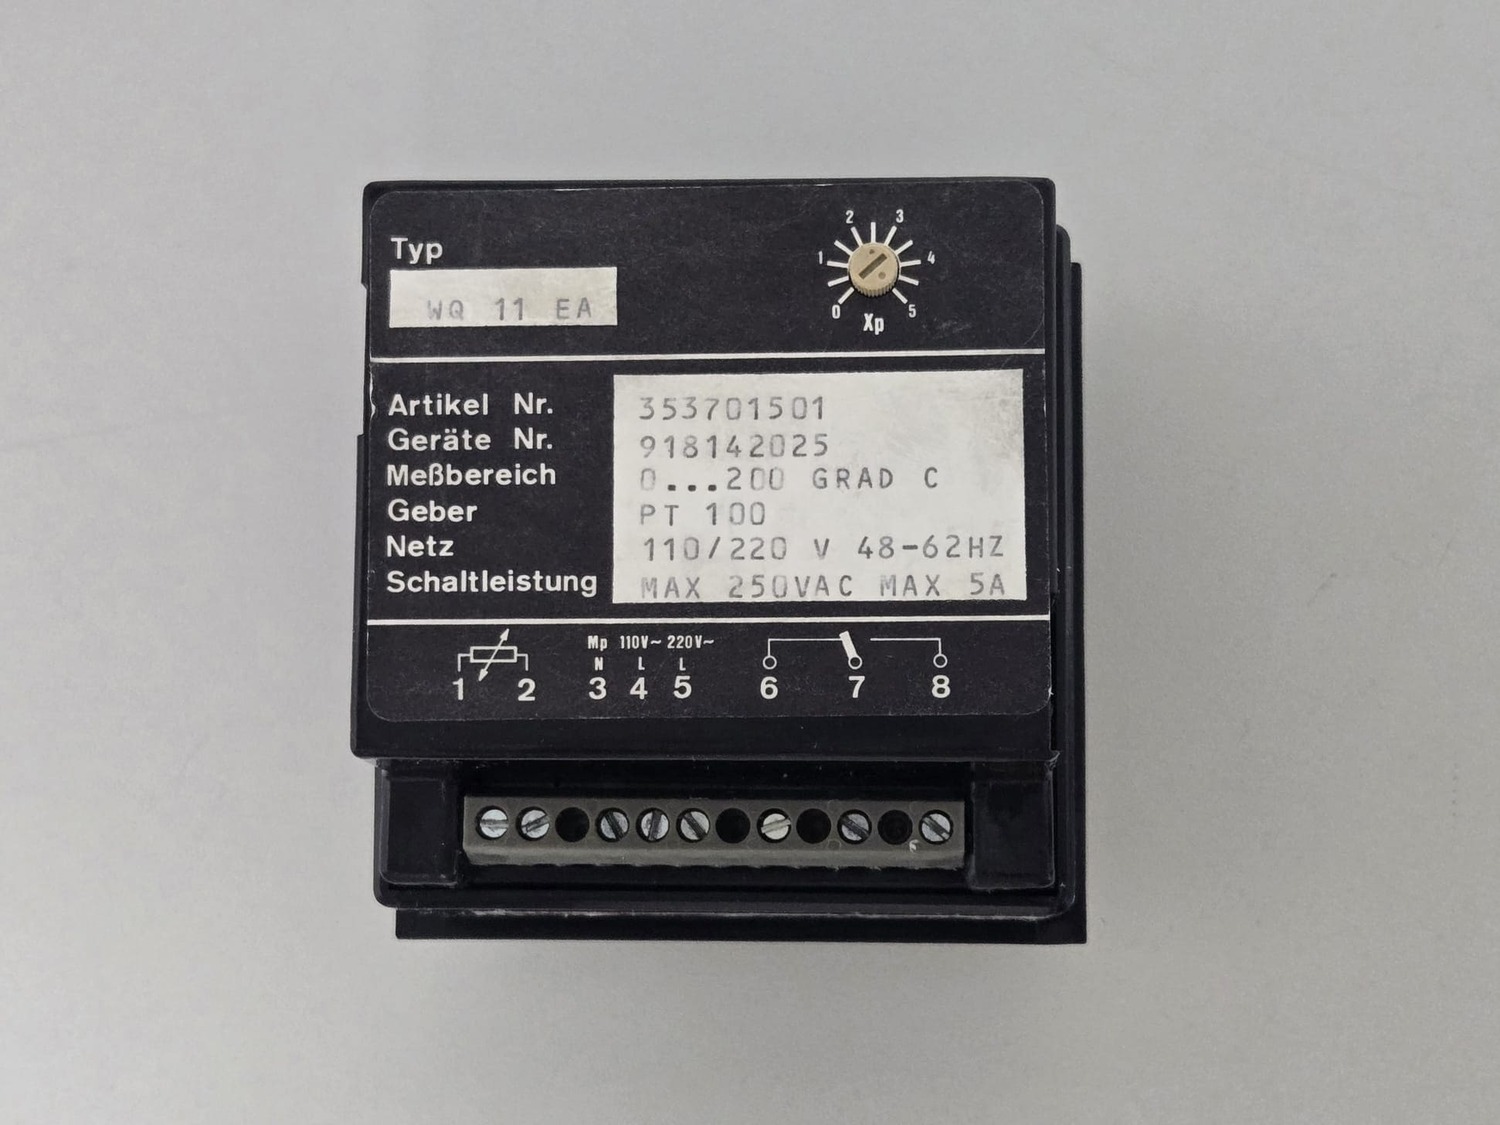 Typ
WQ 11 EA
2 3
1 4
0 5
Xp
Artikel Nr. 353701501
Geräte Nr. 918142025
Meßbereich 0...200 GRAD C
Geber PT 100
Netz 110/220 V 48-62HZ
Schaltleistung MAX 250VAC MAX 5A
Mp 110V~ 220V~
N L L
1 2 3 4 5 6 7 8